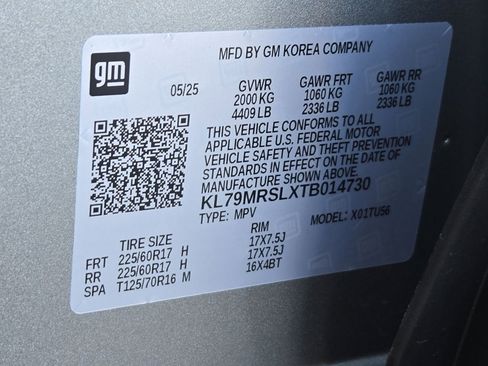 gm
MFD BY GM KOREA COMPANY
05/25 GVWR GAWR FRT GAWR RR
2000 KG 1060 KG 1060 KG
4409 LB 2336 LB 2336 LB
THIS VEHICLE CONFORMS TO ALL
APPLICABLE U.S. FEDERAL MOTOR
VEHICLE SAFETY AND THEFT PREVENTION
STANDARDS IN EFFECT ON THE DATE OF
MANUFACTURE SHOWN ABOVE.
KL79MRSLXTB014730
TYPE: MPV MODEL: X01TU56
TIRE SIZE RIM
FRT 225/60R17 H 17X7.5J
RR 225/60R17 H 17X7.5J
SPA T125/70R16 M 16X4BT